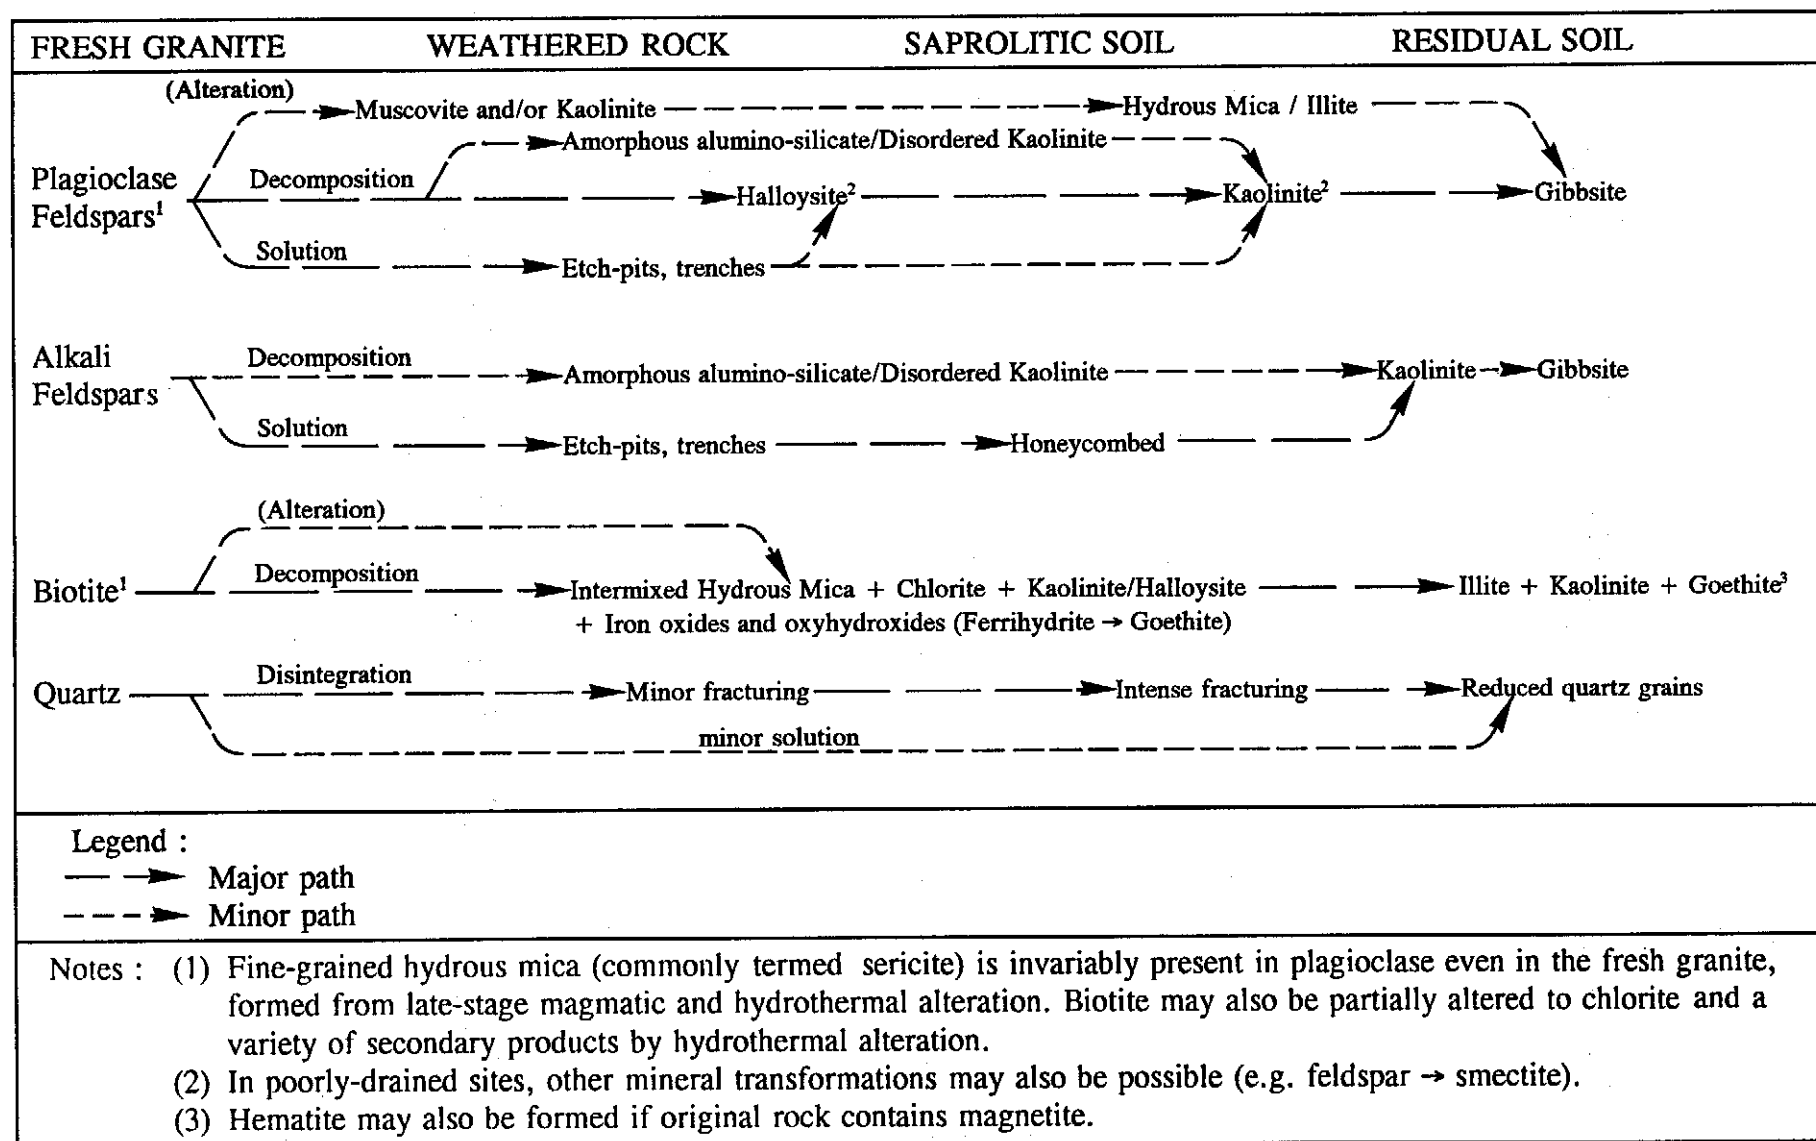 FRESH GRANITE WEATHERED ROCK SAPROLITIC SOIL RESIDUAL SOIL
(Alteration)
Muscovite and/or Kaolinite Hydrous Mica / Illite
Amorphous alumino-silicate/Disordered Kaolinite
Plagioclase
Feldspars¹
Decomposition Halloysite² Kaolinite² Gibbsite
Solution
Etch-pits, trenches
Alkali
Feldspars
Decomposition
Amorphous alumino-silicate/Disordered Kaolinite Kaolinite Gibbsite
Solution
Etch-pits, trenches Honeycombed
(Alteration)
Decomposition
Biotite¹ Intermixed Hydrous Mica + Chlorite + Kaolinite/Halloysite Illite + Kaolinite + Goethite³
+ Iron oxides and oxyhydroxides (Ferrihydrite → Goethite)
Disintegration
Quartz Minor fracturing Intense fracturing Reduced quartz grains
minor solution
Legend :
Major path
Minor path
Notes : (1) Fine-grained hydrous mica (commonly termed sericite) is invariably present in plagioclase even in the fresh granite,
formed from late-stage magmatic and hydrothermal alteration. Biotite may also be partially altered to chlorite and a
variety of secondary products by hydrothermal alteration.
(2) In poorly-drained sites, other mineral transformations may also be possible (e.g. feldspar → smectite).
(3) Hematite may also be formed if original rock contains magnetite.